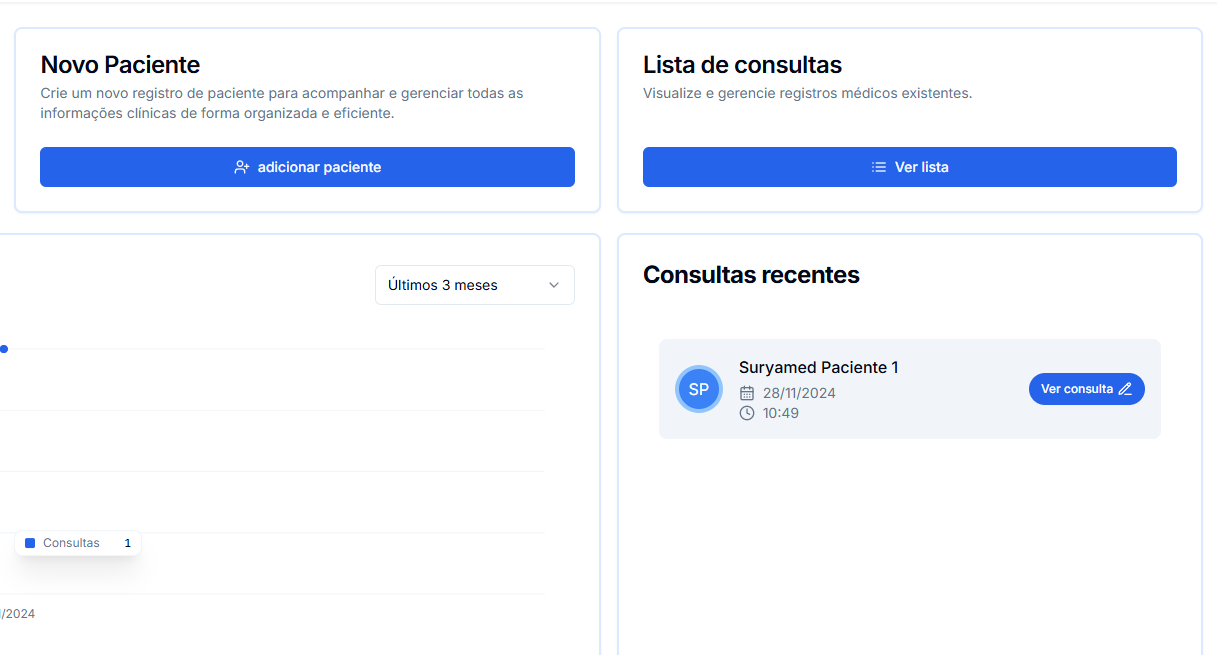 Novo Paciente
Crie um novo registro de paciente para acompanhar e gerenciar todas as
informações clínicas de forma organizada e eficiente.
adicionar paciente
Lista de consultas
Visualize e gerencie registros médicos existentes.
Ver lista
Últimos 3 meses
Consultas 1
/2024
Consultas recentes
SP
Suryamed Paciente 1
28/11/2024
10:49
Ver consulta